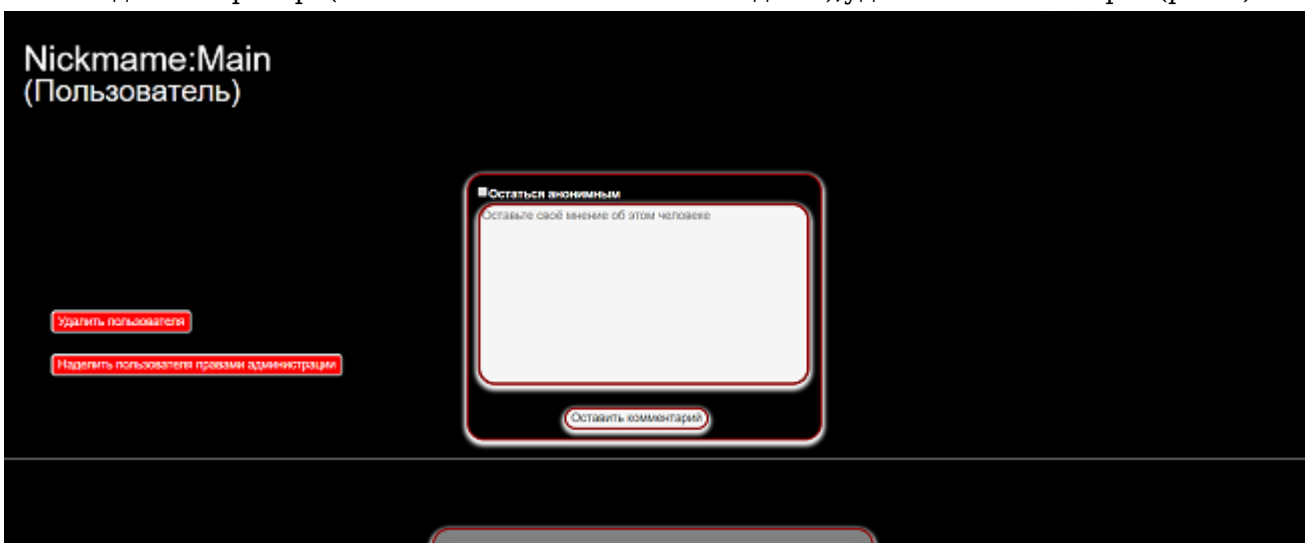 Nickmame:Main
(Пользователь)
Остаться анонимным
Оставьте своё мнение об этом человеке
Удалить пользователя
Наделить пользователя правами администрации
Оставить комментарий